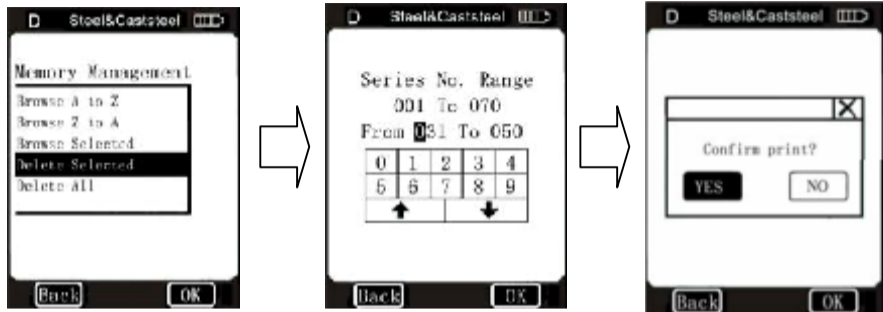 D Steel&Caststeel
Memory Management
Browse A to Z
Browse Z to A
Browse Selected
Delete Selected
Delete All
Back OK
D Steel&Caststeel
Series No. Range
001 To 070
From 031 To 050
0 1 2 3 4
5 6 7 8 9
Back OK
D Steel&Caststeel
Confirm print?
YES NO
Back OK